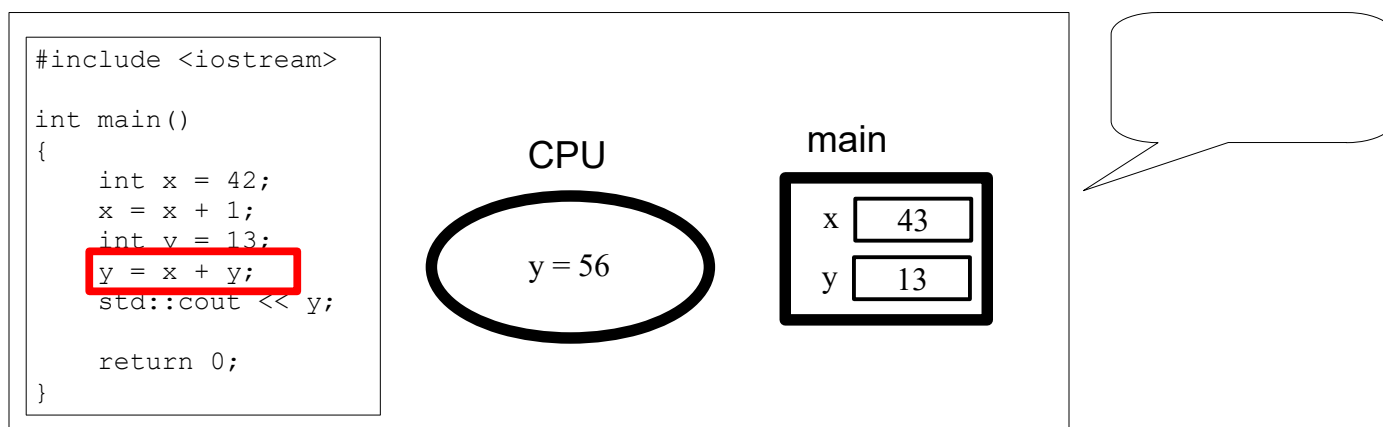 #include <iostream>
int main()
{
int x = 42;
x = x + 1;
int y = 13;
y = x + y;
std::cout << y;
return 0;
}
CPU
y = 56
main
x 43
y 13